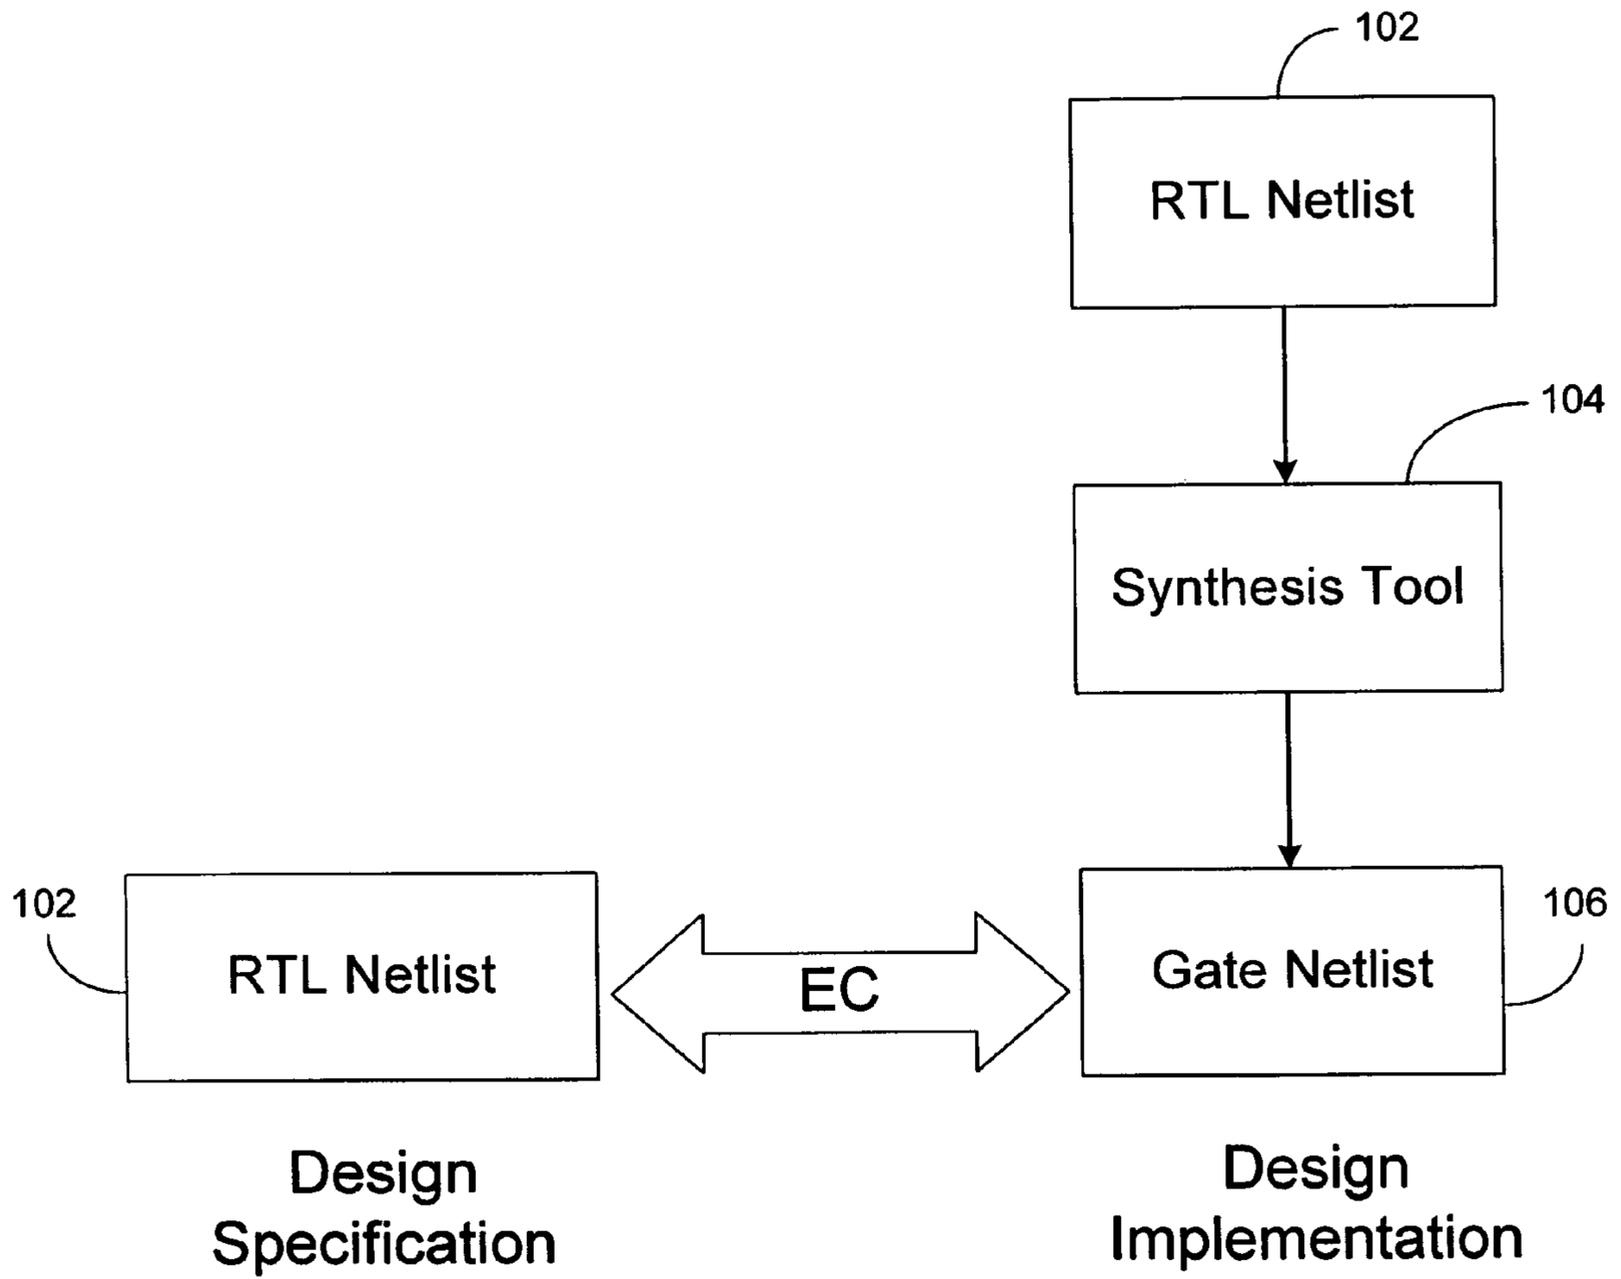 102
RTL Netlist
104
Synthesis Tool
102
RTL Netlist
EC
Gate Netlist
106
Design
Specification
Design
Implementation